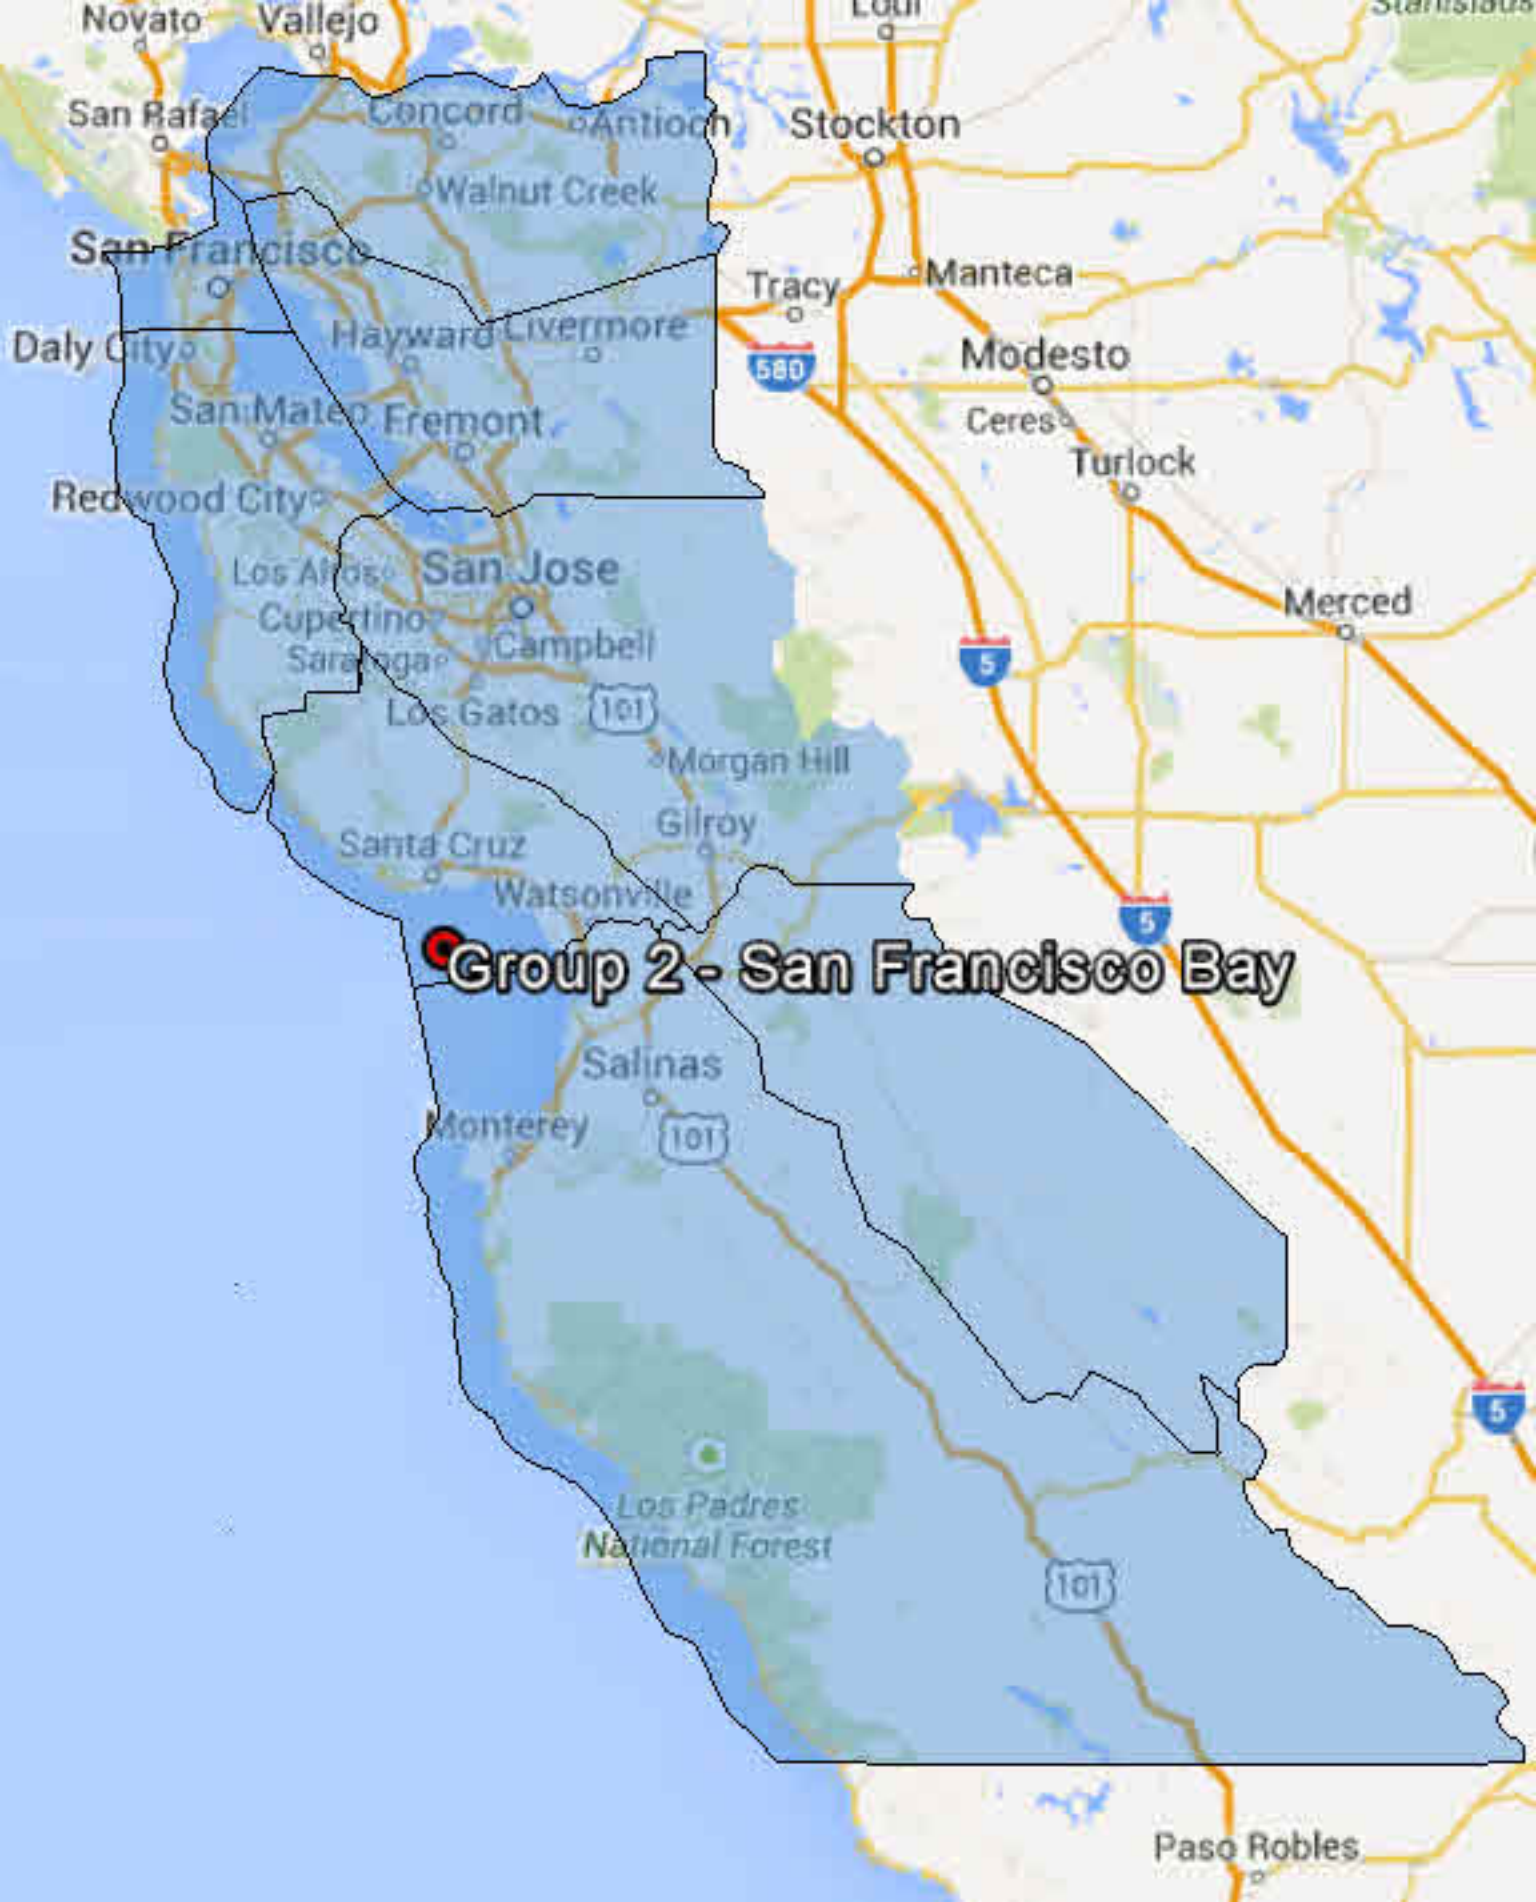 Novato
Vallejo
Lodi
Stanislaus
San Rafael
Concord
Antioch
Stockton
Walnut Creek
San Francisco
Manteca
Tracy
Hayward
Livermore
Daly City
580
Modesto
San Mateo
Fremont
Ceres
Turlock
Redwood City
Los Altos
San Jose
Merced
Cupertino
Campbell
Saratoga
5
Los Gatos
101
Morgan Hill
Gilroy
Santa Cruz
Watsonville
5
Group 2 - San Francisco Bay
Salinas
Monterey
101
5
Los Padres
National Forest
101
Paso Robles